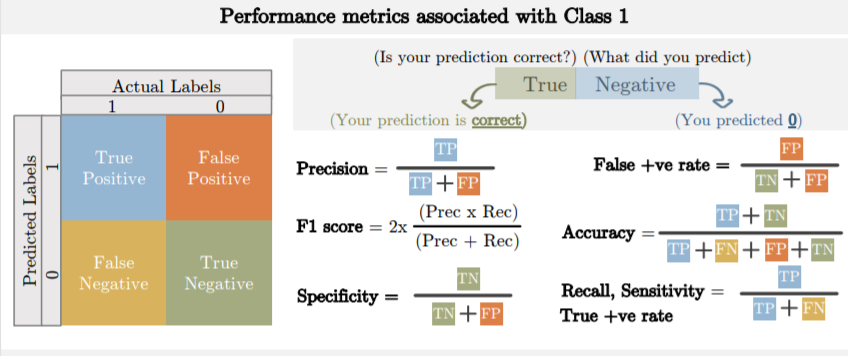 Performance metrics associated with Class 1
(Is your prediction correct?) (What did you predict)
True Negative
(Your prediction is correct)
(You predicted 0)
Actual Labels
1 0
Predicted Labels
1
0
True
Positive
False
Positive
False
Negative
True
Negative
Precision = TP
TP + FP
F1 score = 2x (Prec x Rec)
(Prec + Rec)
Specificity = TN
TN + FP
False +ve rate = FP
TN + FP
Accuracy = TP + TN
TP + FN + FP + TN
Recall, Sensitivity = TP
True +ve rate TP + FN